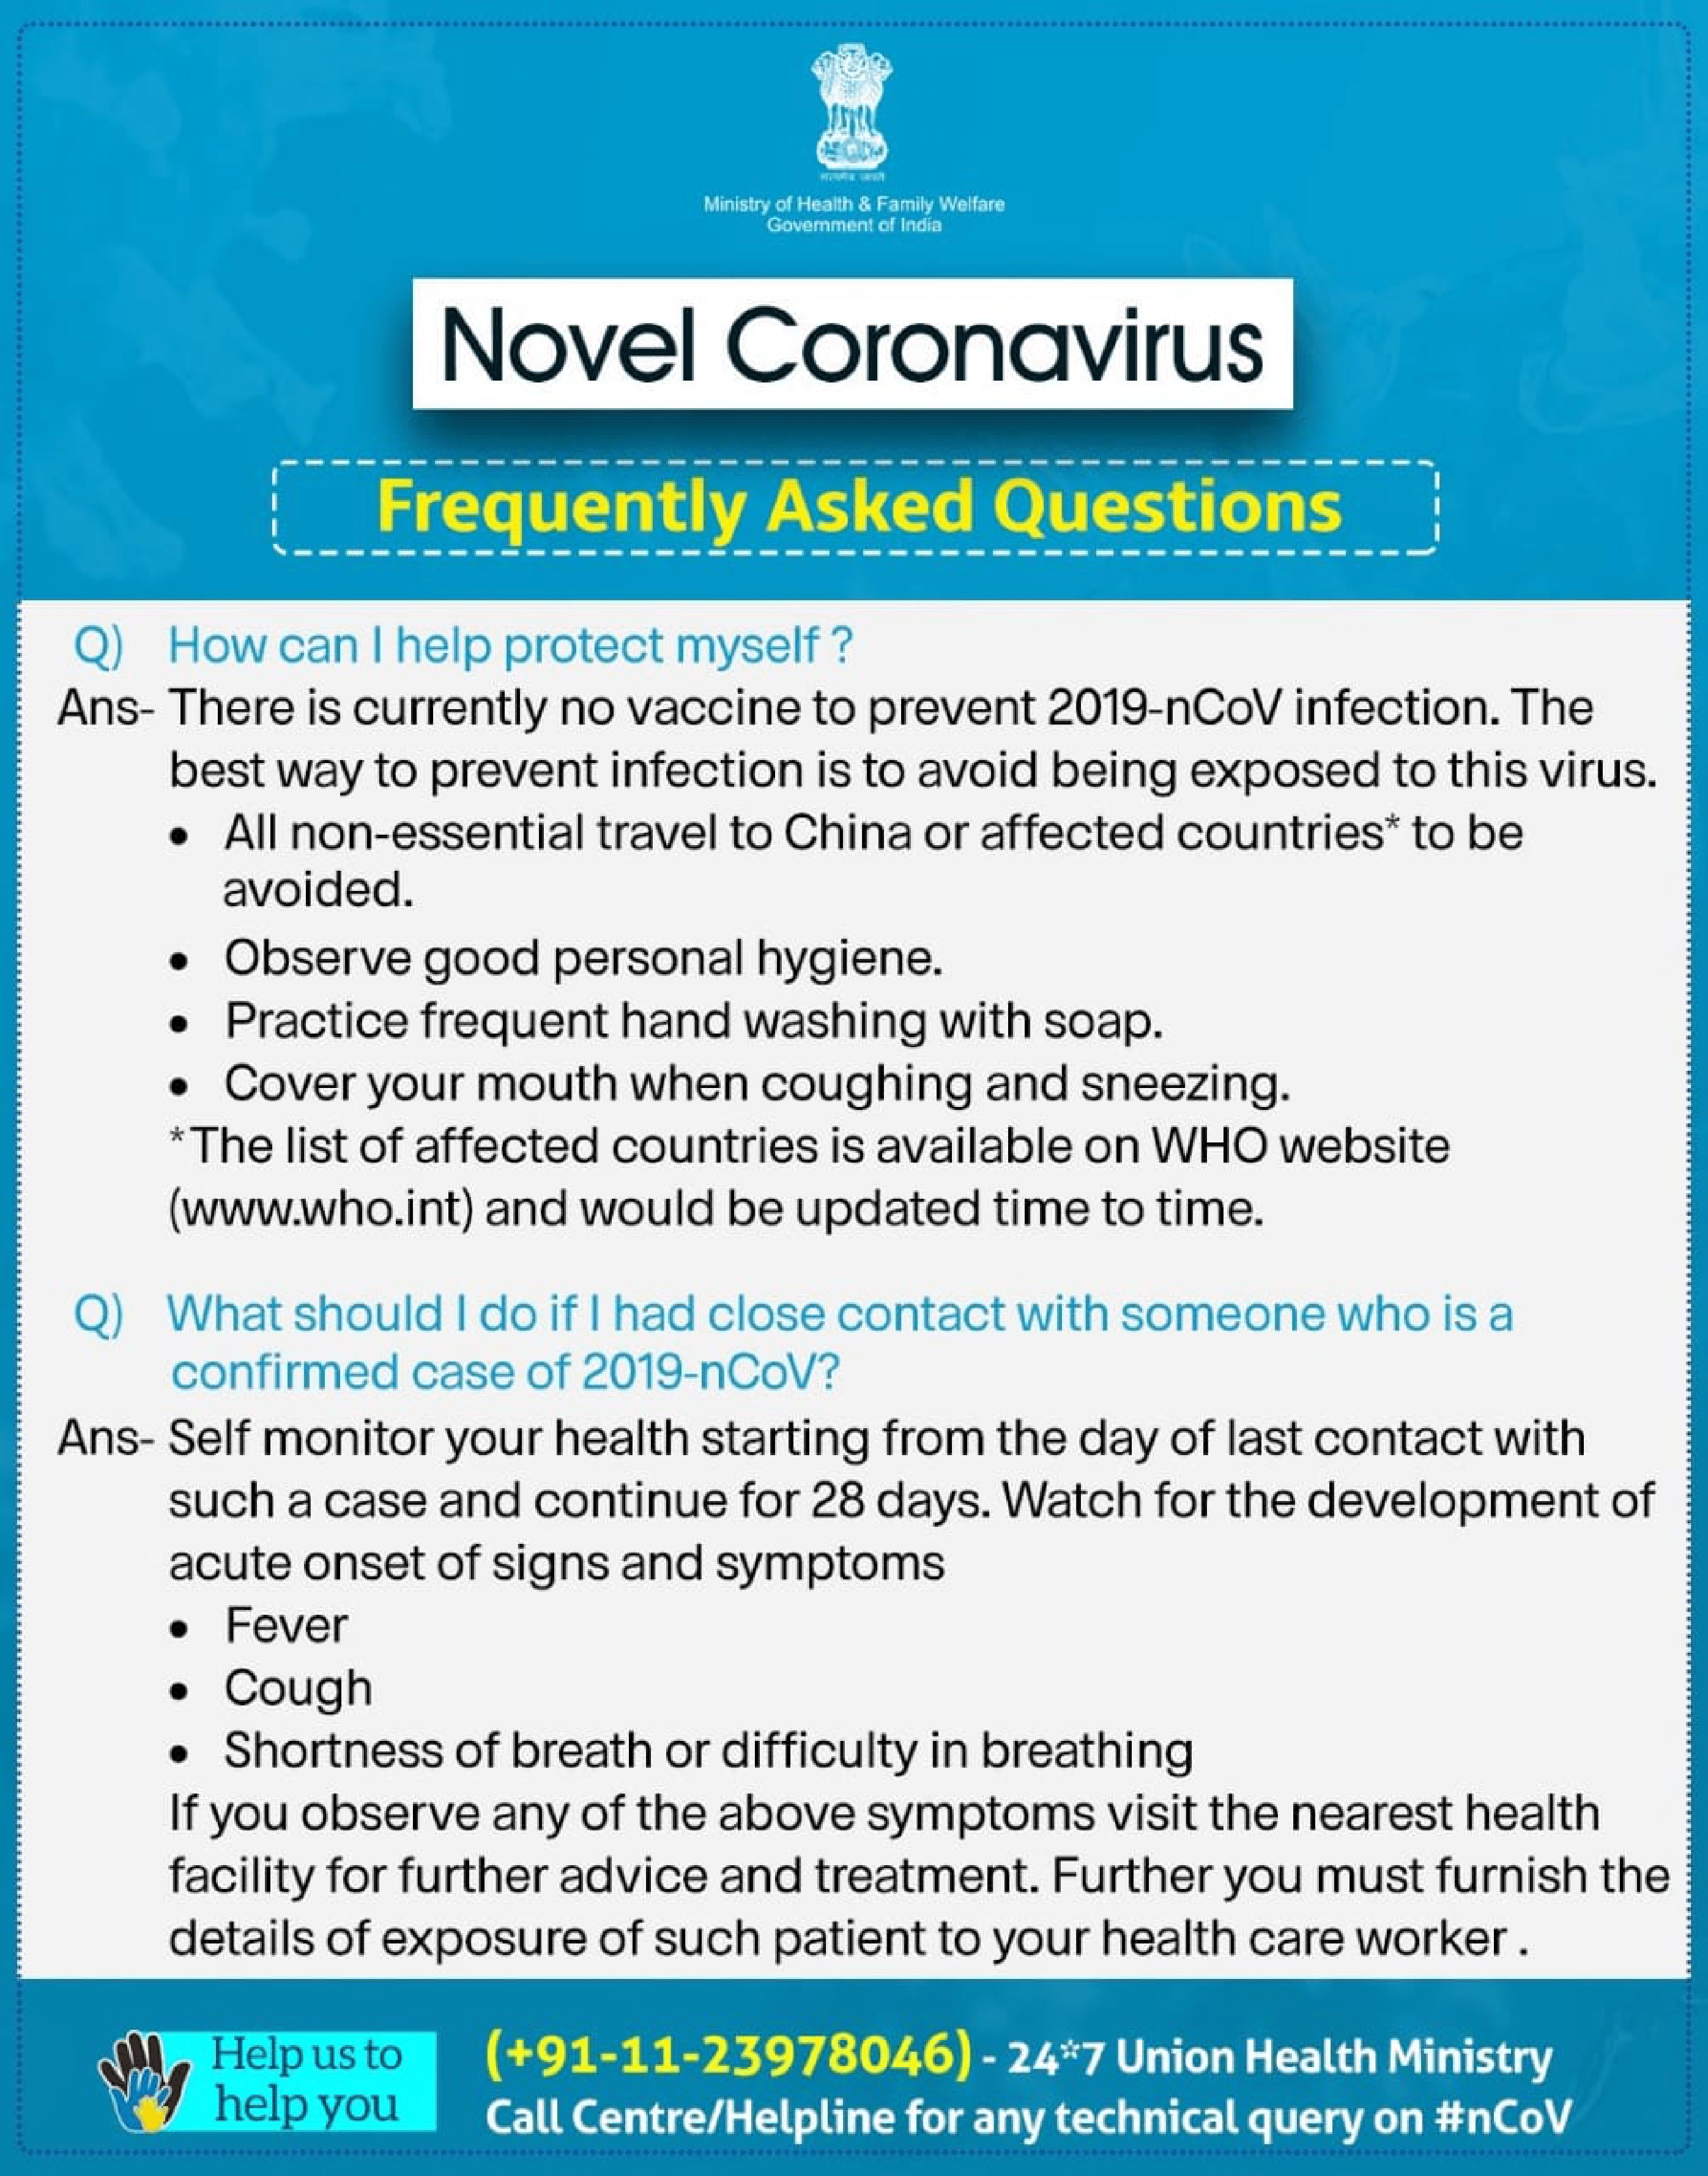 सत्यमेव जयते
Ministry of Health & Family Welfare
Government of India
Novel Coronavirus
Frequently Asked Questions
Q) How can I help protect myself ?
Ans- There is currently no vaccine to prevent 2019-nCoV infection. The
best way to prevent infection is to avoid being exposed to this virus.
• All non-essential travel to China or affected countries* to be
avoided.
• Observe good personal hygiene.
• Practice frequent hand washing with soap.
• Cover your mouth when coughing and sneezing.
*The list of affected countries is available on WHO website
(www.who.int) and would be updated time to time.
Q) What should I do if I had close contact with someone who is a
confirmed case of 2019-nCoV?
Ans- Self monitor your health starting from the day of last contact with
such a case and continue for 28 days. Watch for the development of
acute onset of signs and symptoms
• Fever
• Cough
• Shortness of breath or difficulty in breathing
If you observe any of the above symptoms visit the nearest health
facility for further advice and treatment. Further you must furnish the
details of exposure of such patient to your health care worker .
Help us to
help you
(+91-11-23978046) - 24*7 Union Health Ministry
Call Centre/Helpline for any technical query on #nCoV